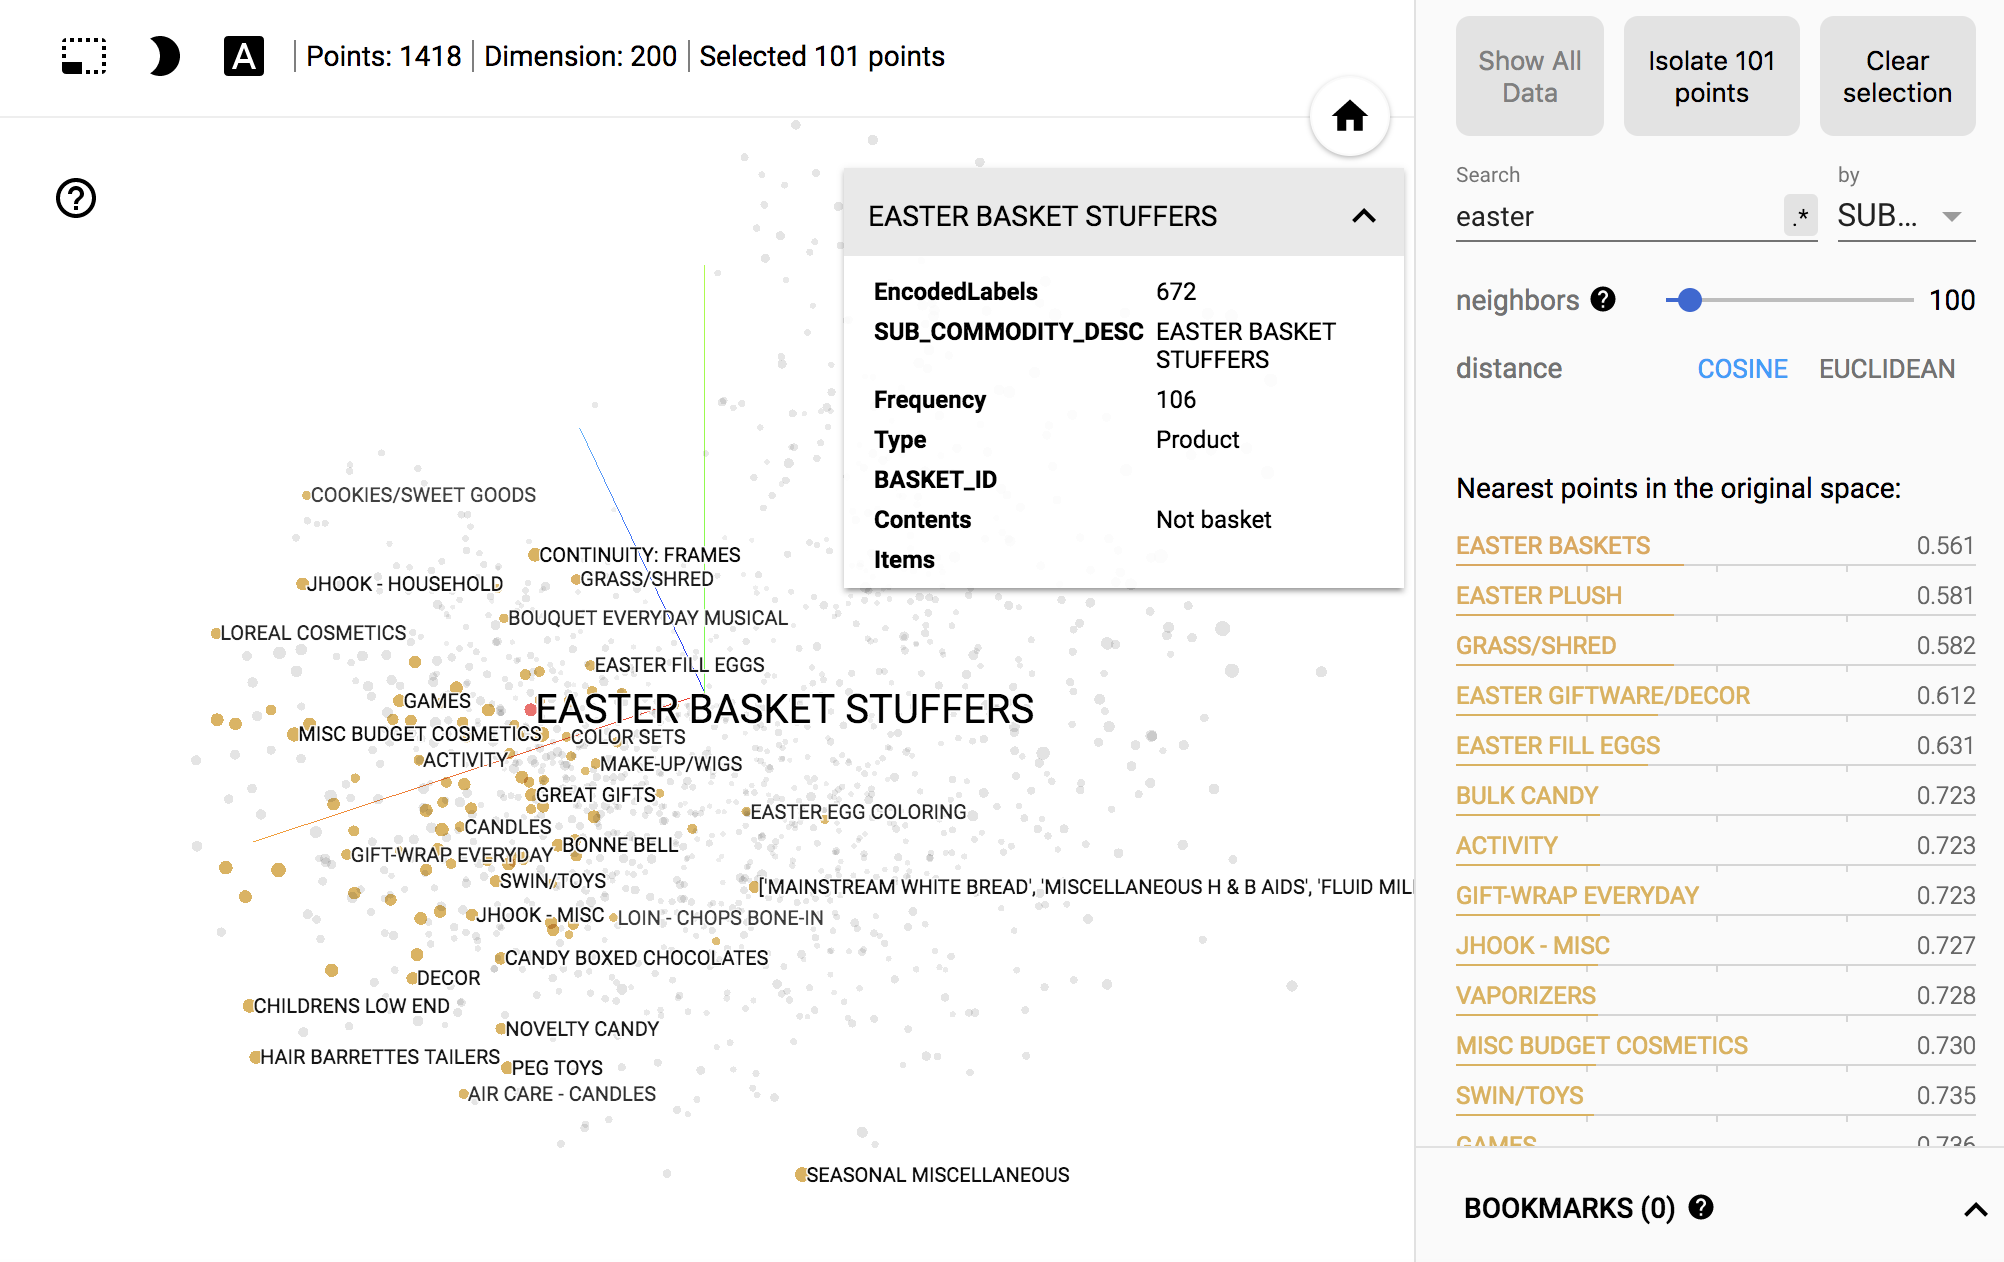 A
Points: 1418
Dimension: 200
Selected 101 points
?
EASTER BASKET STUFFERS
EncodedLabels 672
SUB_COMMODITY_DESC EASTER BASKET
STUFFERS
Frequency 106
Type Product
BASKET_ID
Contents Not basket
Items
COOKIES/SWEET GOODS
CONTINUITY: FRAMES
GRASS/SHRED
JHOOK - HOUSEHOLD
BOUQUET EVERYDAY MUSICAL
LOREAL COSMETICS
EASTER FILL EGGS
GAMES
EASTER BASKET STUFFERS
MISC BUDGET COSMETICS
COLOR SETS
ACTIVITY
MAKE-UP/WIGS
GREAT GIFTS
EASTER EGG COLORING
CANDLES
BONNE BELL
GIFT-WRAP EVERYDAY
SWIN/TOYS
['MAINSTREAM WHITE BREAD', 'MISCELLANEOUS H & B AIDS', 'FLUID MIL
JHOOK - MISC
LOIN - CHOPS BONE-IN
CANDY BOXED CHOCOLATES
DECOR
CHILDRENS LOW END
NOVELTY CANDY
HAIR BARRETTES TAILERS
PEG TOYS
AIR CARE - CANDLES
SEASONAL MISCELLANEOUS
Show All
Data
Isolate 101
points
Clear
selection
Search
by
easter
.*
SUB...
neighbors ? 100
distance COSINE EUCLIDEAN
Nearest points in the original space:
EASTER BASKETS 0.561
EASTER PLUSH 0.581
GRASS/SHRED 0.582
EASTER GIFTWARE/DECOR 0.612
EASTER FILL EGGS 0.631
BULK CANDY 0.723
ACTIVITY 0.723
GIFT-WRAP EVERYDAY 0.723
JHOOK - MISC 0.727
VAPORIZERS 0.728
MISC BUDGET COSMETICS 0.730
SWIN/TOYS 0.735
GAMES 0.736
BOOKMARKS (0) ?